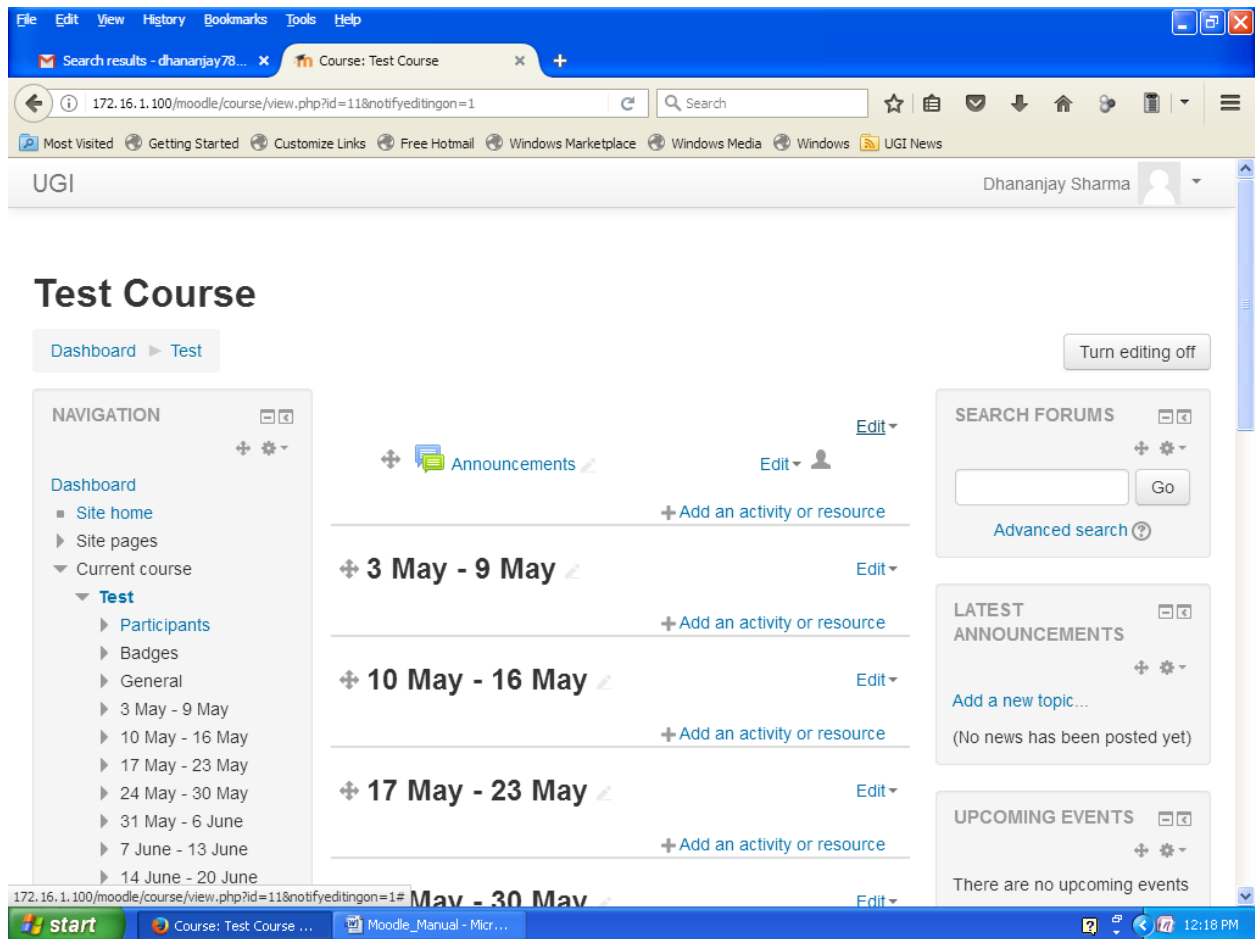 File Edit View History Bookmarks Tools Help
Search results - dhananjay78... Course: Test Course
172.16.1.100/moodle/course/view.php?id=11&notifyeditingon=1 Search
Most Visited Getting Started Customize Links Free Hotmail Windows Marketplace Windows Media Windows UGI News
UGI Dhananjay Sharma
Test Course
Dashboard Test
Turn editing off
NAVIGATION
Dashboard
Site home
Site pages
Current course
Test
Participants
Badges
General
3 May - 9 May
10 May - 16 May
17 May - 23 May
24 May - 30 May
31 May - 6 June
7 June - 13 June
14 June - 20 June
Edit
Announcements Edit
Add an activity or resource
3 May - 9 May Edit
Add an activity or resource
10 May - 16 May Edit
Add an activity or resource
17 May - 23 May Edit
Add an activity or resource
May - 30 May Edit
SEARCH FORUMS
Go
Advanced search ?
LATEST
ANNOUNCEMENTS
Add a new topic...
(No news has been posted yet)
UPCOMING EVENTS
There are no upcoming events
172.16.1.100/moodle/course/view.php?id=11&notifyeditingon=1#
start Course: Test Course ... Moodle_Manual - Micr... 12:18 PM